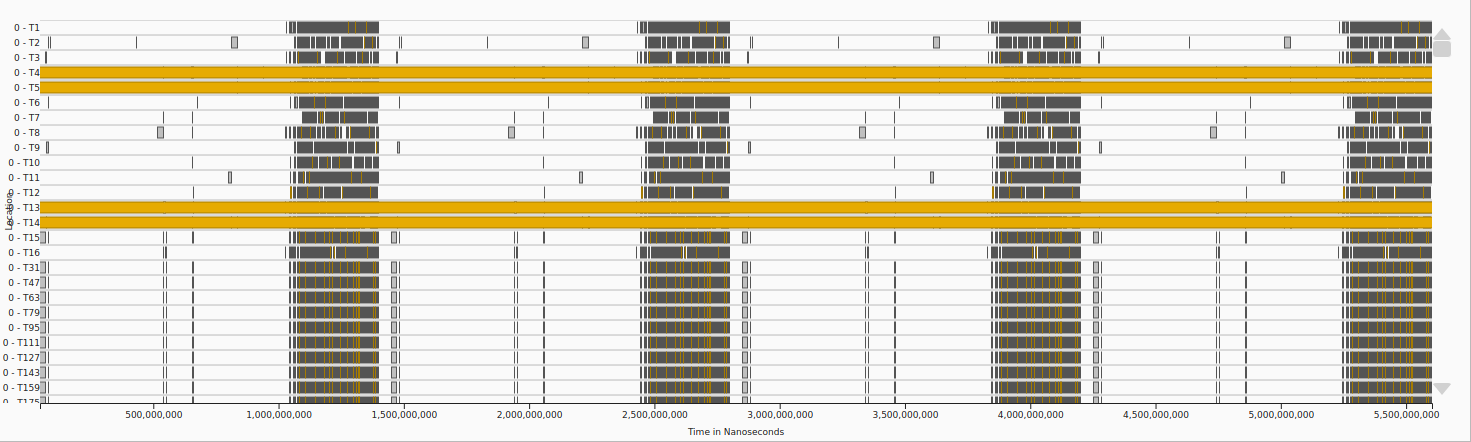 0 - T1
0 - T2
0 - T3
0 - T4
0 - T5
0 - T6
0 - T7
0 - T8
0 - T9
0 - T10
0 - T11
0 - T12
Location
0 - T13
0 - T14
0 - T15
0 - T16
0 - T31
0 - T47
0 - T63
0 - T79
0 - T95
0 - T111
0 - T127
0 - T143
0 - T159
0 - T175
500,000,000 1,000,000,000 1,500,000,000 2,000,000,000 2,500,000,000 3,000,000,000 3,500,000,000 4,000,000,000 4,500,000,000 5,000,000,000 5,500,000,000
Time in Nanoseconds